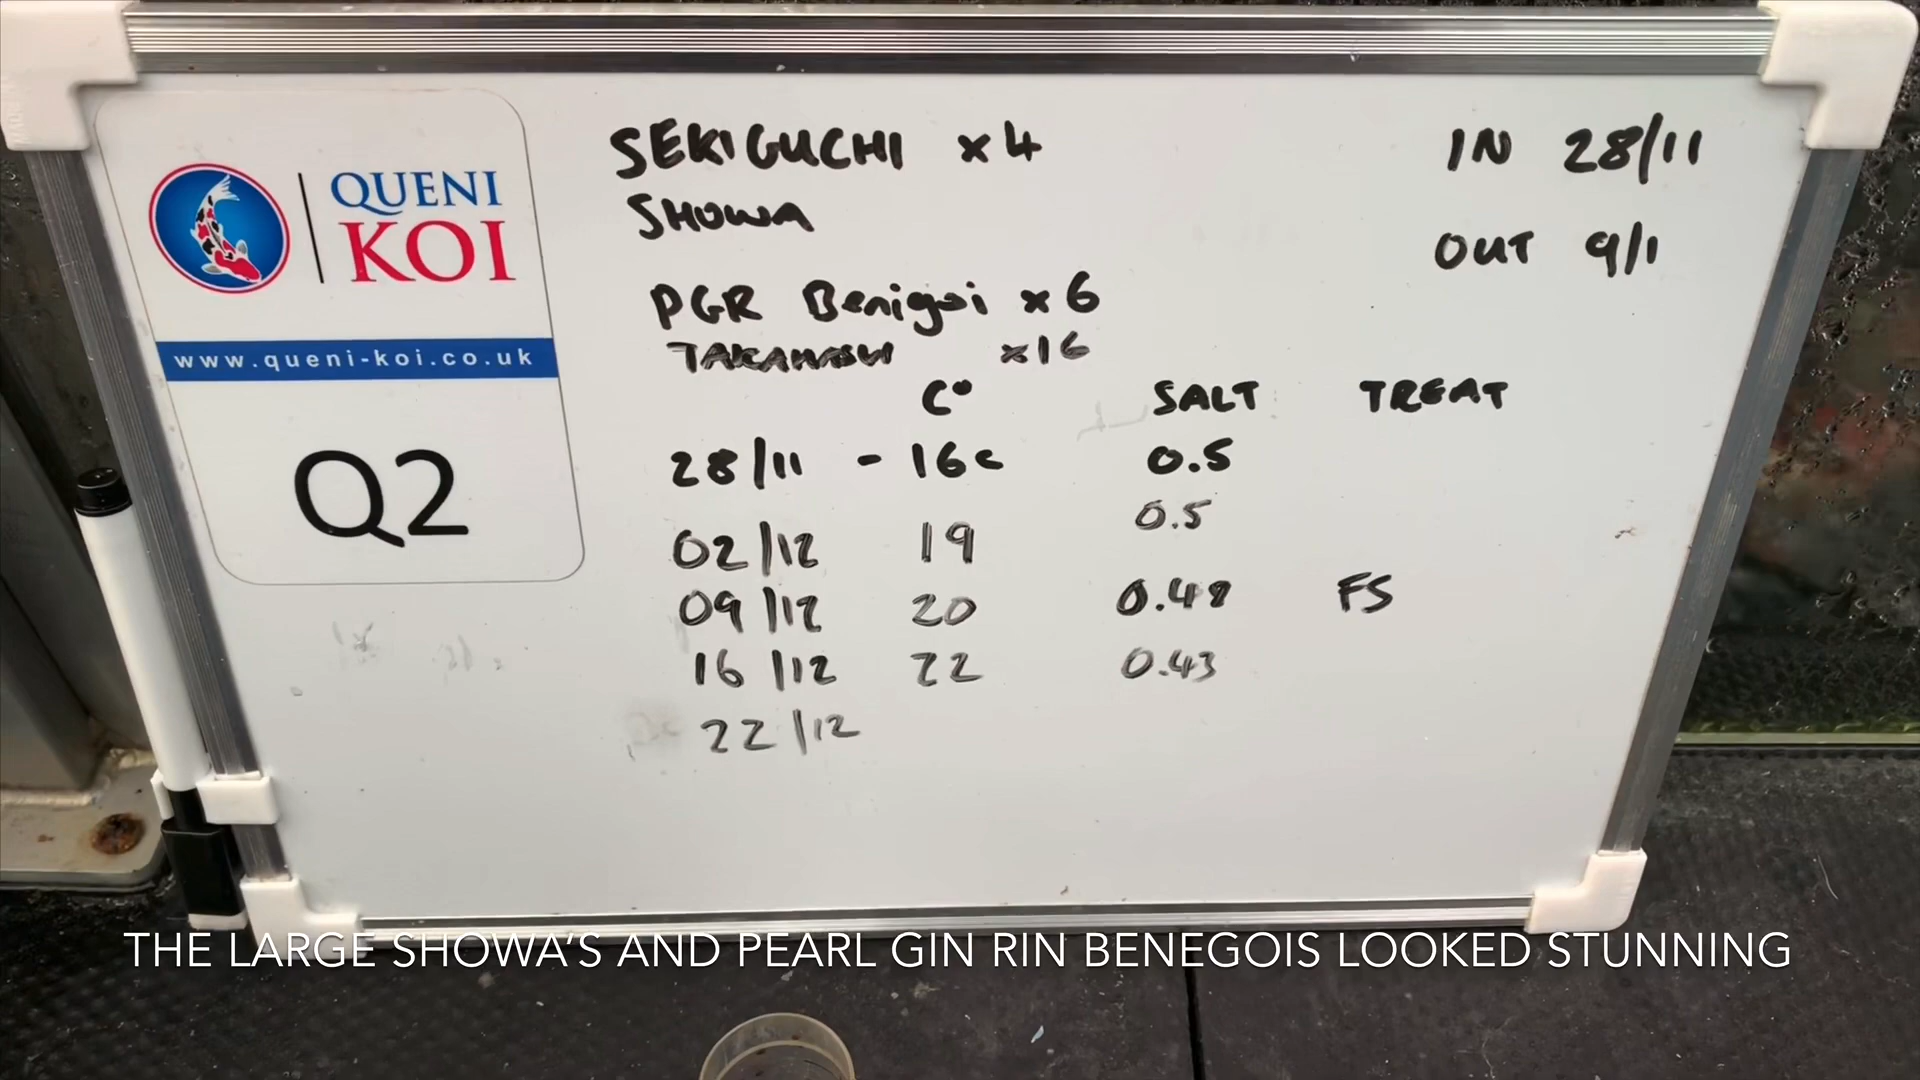 QUENI
KOI
www.queni-koi.co.uk
Q2
SEKIGUCHI x4
SHOWA
PGR Benigoi x6
TAKAHASHI x16
IN 28/11
OUT 9/1
C° SALT TREAT
28/11 - 16c 0.5
02/12 19 0.5
09/12 20 0.48 FS
16/12 22 0.43
22/12
THE LARGE SHOWA'S AND PEARL GIN RIN BENEGOIS LOOKED STUNNING